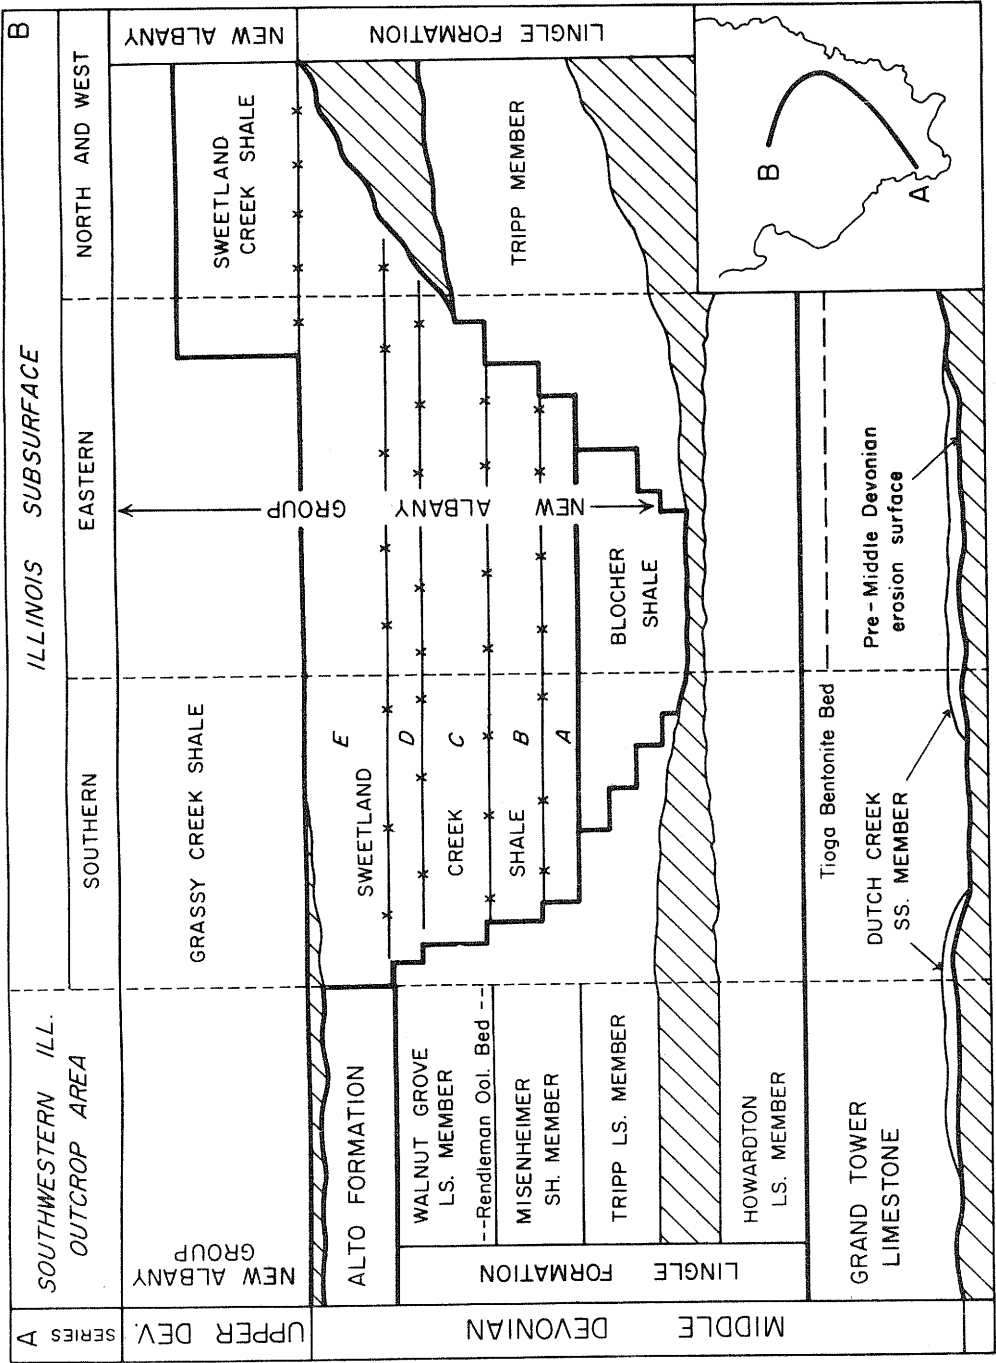 A
SERIES
UPPER DEV.
MIDDLE DEVONIAN
SOUTHWESTERN ILL.
OUTCROP AREA
NEW ALBANY
GROUP
ALTO FORMATION
LINGLE FORMATION
WALNUT GROVE
LS. MEMBER
Rendleman Ool. Bed
MISENHEIMER
SH. MEMBER
TRIPP LS. MEMBER
HOWARDTON
LS. MEMBER
GRAND TOWER
LIMESTONE
ILLINOIS SUBSURFACE
B
SOUTHERN
EASTERN
NORTH AND WEST
GRASSY CREEK SHALE
SWEETLAND
CREEK
SHALE
E
D
C
B
A
NEW ALBANY GROUP
BLOCHER
SHALE
Tioga Bentonite Bed
DUTCH CREEK
SS. MEMBER
Pre-Middle Devonian
erosion surface
NEW ALBANY
LINGLE FORMATION
SWEETLAND
CREEK SHALE
TRIPP MEMBER
B
A